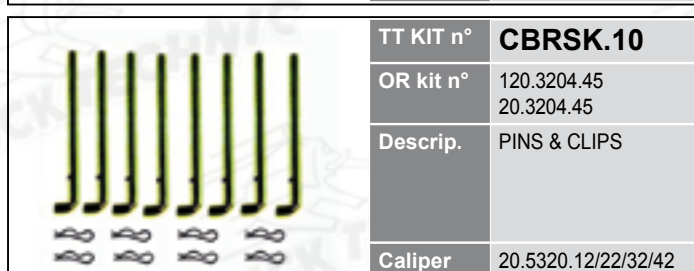 TT KIT n° CBRSK.10
OR kit n° 120.3204.45
20.3204.45
Descrip. PINS & CLIPS
Caliper 20.5320.12/22/32/42